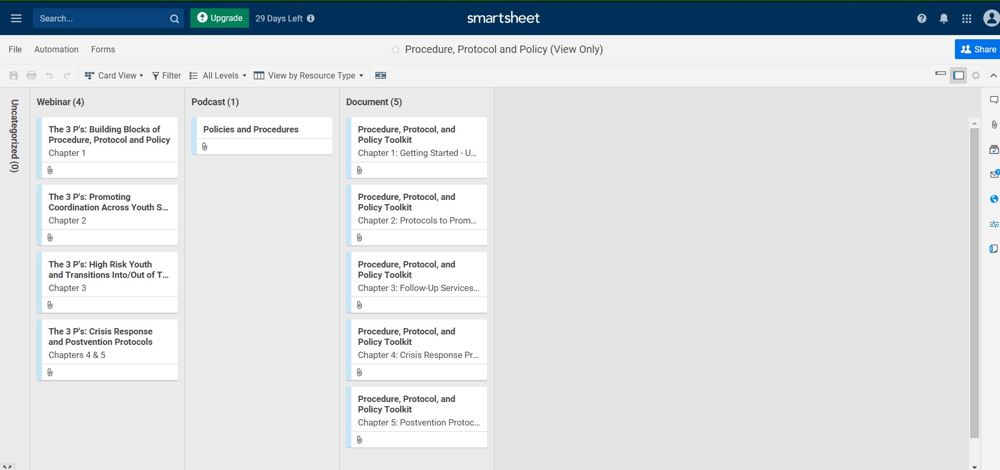 Search...
Upgrade
29 Days Left
smartsheet
File
Automation
Forms
Procedure, Protocol and Policy (View Only)
Share
Card View
Filter
All Levels
View by Resource Type
Uncategorized (0)
Webinar (4)
The 3 P's: Building Blocks of
Procedure, Protocol and Policy
Chapter 1
The 3 P's: Promoting
Coordination Across Youth S...
Chapter 2
The 3 P's: High Risk Youth
and Transitions Into/Out of T...
Chapter 3
The 3 P's: Crisis Response
and Postvention Protocols
Chapters 4 & 5
Podcast (1)
Policies and Procedures
Document (5)
Procedure, Protocol, and
Policy Toolkit
Chapter 1: Getting Started - U...
Procedure, Protocol, and
Policy Toolkit
Chapter 2: Protocols to Prom...
Procedure, Protocol, and
Policy Toolkit
Chapter 3: Follow-Up Services...
Procedure, Protocol, and
Policy Toolkit
Chapter 4: Crisis Response Pr...
Procedure, Protocol, and
Policy Toolkit
Chapter 5: Postvention Protoc...